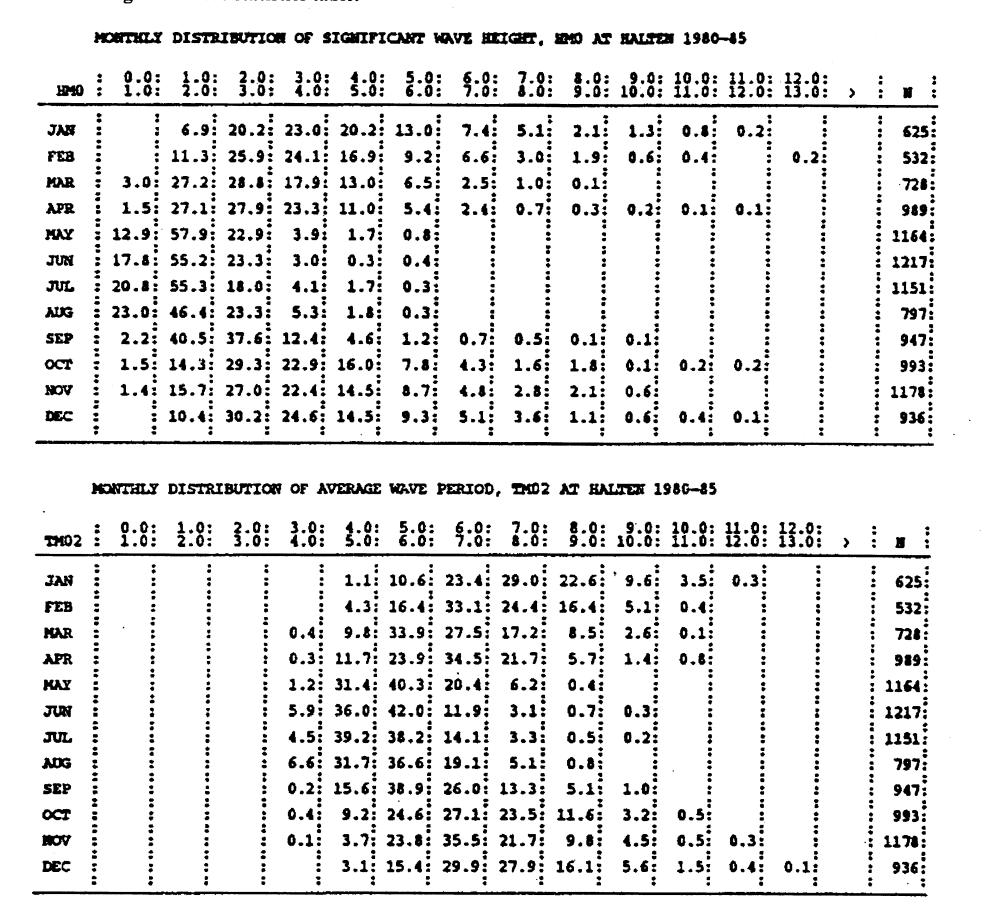 MONTHLY DISTRIBUTION OF SIGNIFICANT WAVE HEIGHT, HM0 AT HALTEN 1980-85
: 0.0: 1.0: 2.0: 3.0: 4.0: 5.0: 6.0: 7.0: 8.0: 9.0: 10.0: 11.0: 12.0: : :
HM0 : 1.0: 2.0: 3.0: 4.0: 5.0: 6.0: 7.0: 8.0: 9.0: 10.0: 11.0: 12.0: 13.0: > : N :
JAN : : 6.9: 20.2: 23.0: 20.2: 13.0: 7.4: 5.1: 2.1: 1.3: 0.8: 0.2: : : 625:
FEB : : 11.3: 25.9: 24.1: 16.9: 9.2: 6.6: 3.0: 1.9: 0.6: 0.4: : 0.2: : 532:
MAR : 3.0: 27.2: 28.8: 17.9: 13.0: 6.5: 2.5: 1.0: 0.1: : : : : : 728:
APR : 1.5: 27.1: 27.9: 23.3: 11.0: 5.4: 2.4: 0.7: 0.3: 0.2: 0.1: 0.1: : : 989:
MAY : 12.9: 57.9: 22.9: 3.9: 1.7: 0.8: : : : : : : : : 1164:
JUN : 17.8: 55.2: 23.3: 3.0: 0.3: 0.4: : : : : : : : : 1217:
JUL : 20.8: 55.3: 18.0: 4.1: 1.7: 0.3: : : : : : : : : 1151:
AUG : 23.0: 46.4: 23.3: 5.3: 1.8: 0.3: : : : : : : : : 797:
SEP : 2.2: 40.5: 37.6: 12.4: 4.6: 1.2: 0.7: 0.5: 0.1: 0.1: : : : : 947:
OCT : 1.5: 14.3: 29.3: 22.9: 16.0: 7.8: 4.3: 1.6: 1.8: 0.1: 0.2: 0.2: : : 993:
NOV : 1.4: 15.7: 27.0: 22.4: 14.5: 8.7: 4.8: 2.8: 2.1: 0.6: : : : : 1178:
DEC : : 10.4: 30.2: 24.6: 14.5: 9.3: 5.1: 3.6: 1.1: 0.6: 0.4: 0.1: : : 936:
MONTHLY DISTRIBUTION OF AVERAGE WAVE PERIOD, TM02 AT HALTEN 1980-85
: 0.0: 1.0: 2.0: 3.0: 4.0: 5.0: 6.0: 7.0: 8.0: 9.0: 10.0: 11.0: 12.0: : :
TM02 : 1.0: 2.0: 3.0: 4.0: 5.0: 6.0: 7.0: 8.0: 9.0: 10.0: 11.0: 12.0: 13.0: > : N :
JAN : : : : : 1.1: 10.6: 23.4: 29.0: 22.6: 9.6: 3.5: 0.3: : : 625:
FEB : : : : : 4.3: 16.4: 33.1: 24.4: 16.4: 5.1: 0.4: : : : 532:
MAR : : : : 0.4: 9.8: 33.9: 27.5: 17.2: 8.5: 2.6: 0.1: : : : 728:
APR : : : : 0.3: 11.7: 23.9: 34.5: 21.7: 5.7: 1.4: 0.8: : : : 989:
MAY : : : : 1.2: 31.4: 40.3: 20.4: 6.2: 0.4: : : : : : 1164:
JUN : : : : 5.9: 36.0: 42.0: 11.9: 3.1: 0.7: 0.3: : : : : 1217:
JUL : : : : 4.5: 39.2: 38.2: 14.1: 3.3: 0.5: 0.2: : : : : 1151:
AUG : : : : 6.6: 31.7: 36.6: 19.1: 5.1: 0.8: : : : : : 797:
SEP : : : : 0.2: 15.6: 38.9: 26.0: 13.3: 5.1: 1.0: : : : : 947:
OCT : : : : 0.4: 9.2: 24.6: 27.1: 23.5: 11.6: 3.2: 0.5: : : : 993:
NOV : : : : 0.1: 3.7: 23.8: 35.5: 21.7: 9.8: 4.5: 0.5: 0.3: : : 1178:
DEC : : : : : 3.1: 15.4: 29.9: 27.9: 16.1: 5.6: 1.5: 0.4: 0.1: : 936: